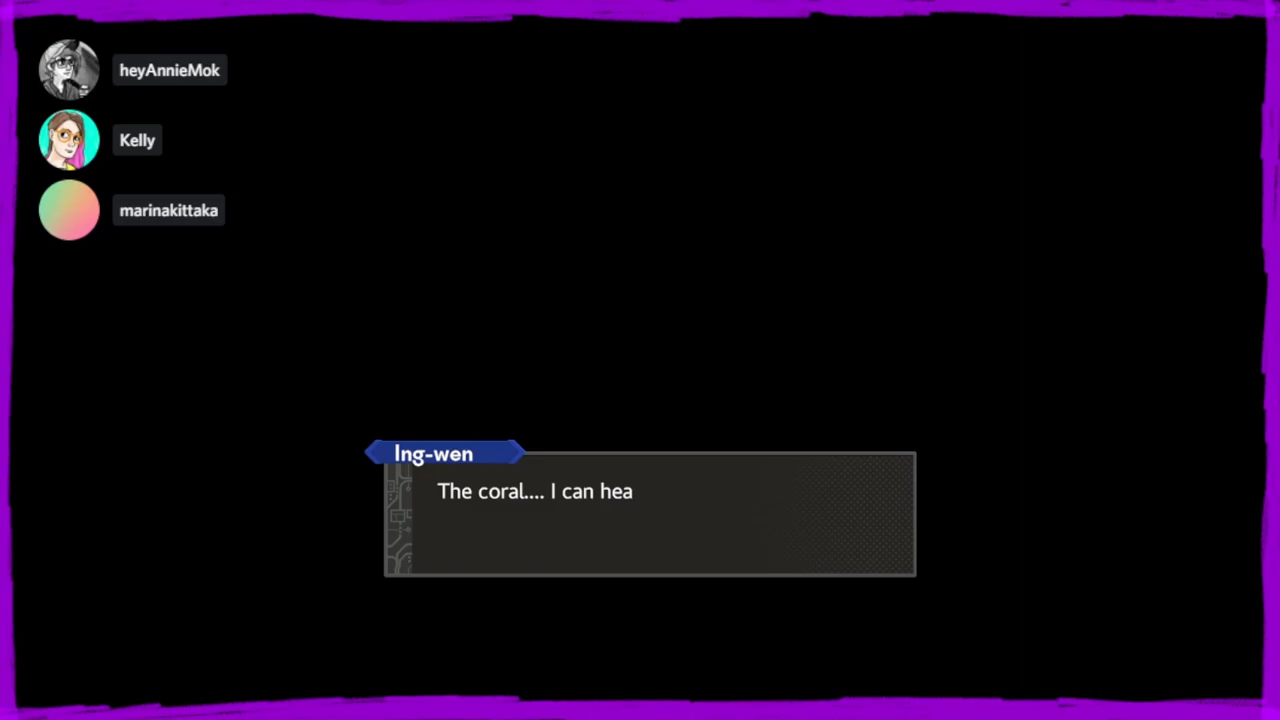 heyAnnieMok
Kelly
marinakittaka
Ing-wen
The coral.... I can hea